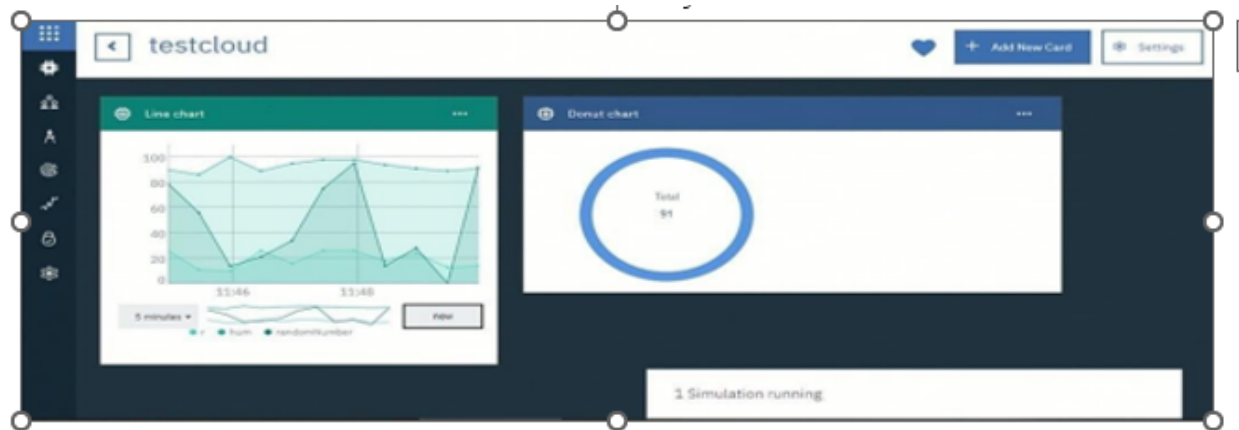 testcloud
+ Add New Card
Settings
Line chart
Donut chart
100
80
60
40
20
0
11:46
11:48
5 minutes
now
hum
randomNumber
Total
91
1 Simulation running